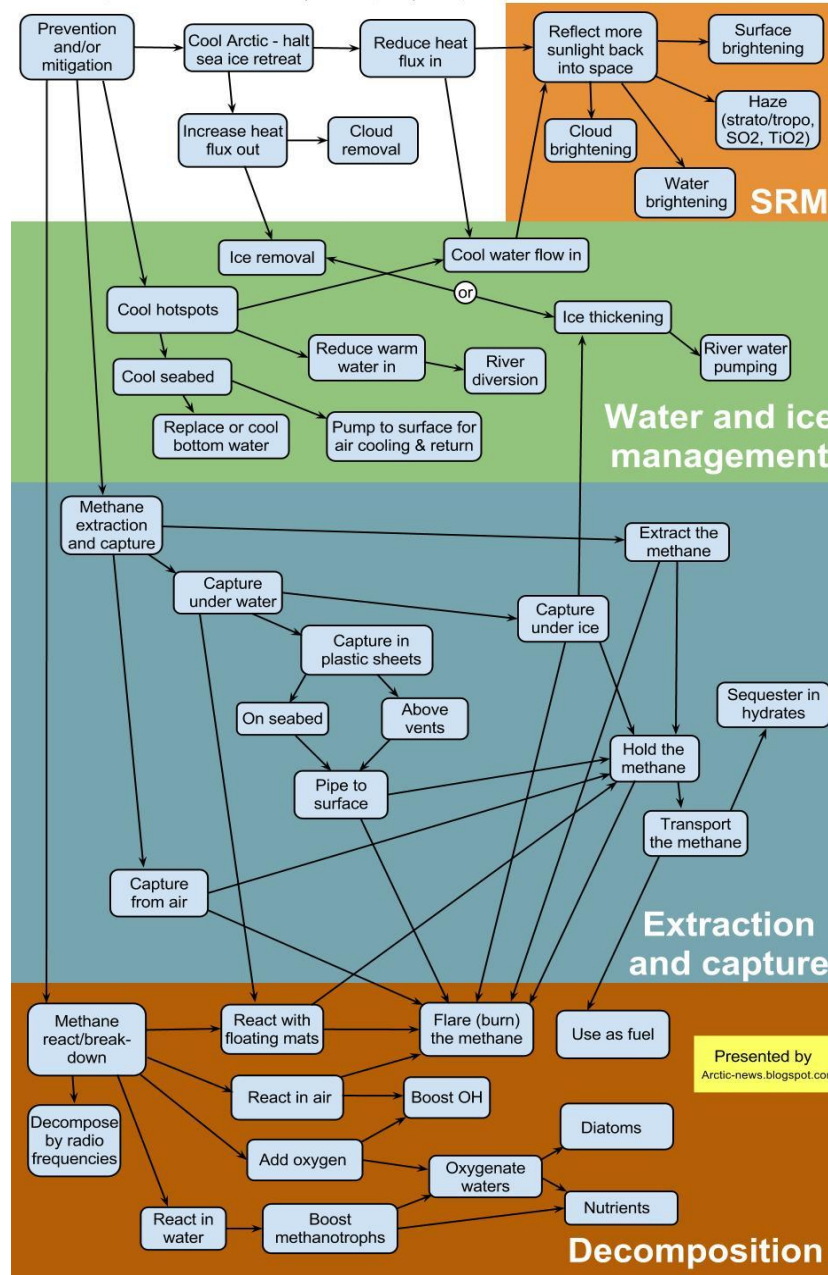 Prevention
and/or
mitigation
Cool Arctic - halt
sea ice retreat
Reduce heat
flux in
Reflect more
sunlight back
into space
Surface
brightening
Increase heat
flux out
Cloud
removal
Cloud
brightening
Haze
(strato/tropo,
SO2, TiO2)
Water
brightening
SRM
Ice removal
Cool water flow in
or
Cool hotspots
Ice thickening
Reduce warm
water in
River
diversion
River water
pumping
Cool seabed
Replace or cool
bottom water
Pump to surface for
air cooling & return
Water and ice
management
Methane
extraction
and capture
Extract the
methane
Capture
under water
Capture
under ice
Capture in
plastic sheets
On seabed
Above
vents
Sequester in
hydrates
Hold the
methane
Pipe to
surface
Transport
the methane
Capture
from air
Extraction
and capture
Methane
react/break-
down
React with
floating mats
Flare (burn)
the methane
Use as fuel
Presented by
Arctic-news.blogspot.com
React in air
Boost OH
Decompose
by radio
frequencies
Add oxygen
Oxygenate
waters
Diatoms
React in
water
Boost
methanotrophs
Nutrients
Decomposition